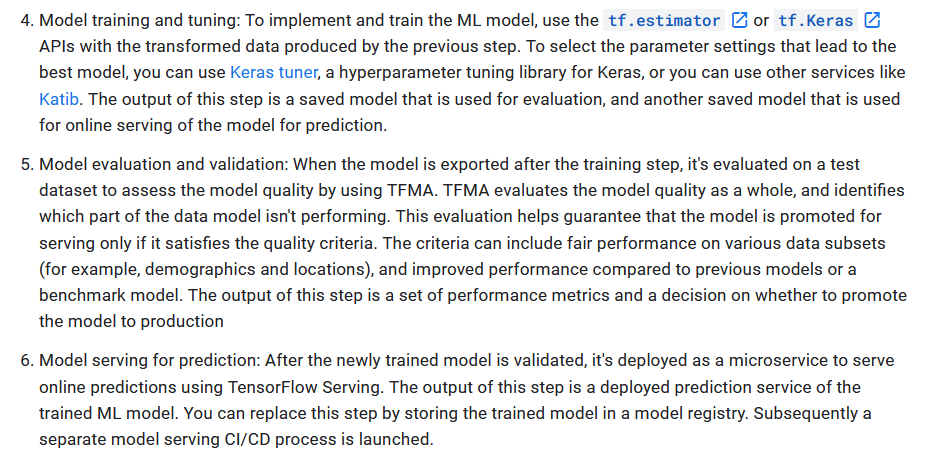 4. Model training and tuning: To implement and train the ML model, use the tf.estimator or tf.Keras
APIs with the transformed data produced by the previous step. To select the parameter settings that lead to the
best model, you can use Keras tuner, a hyperparameter tuning library for Keras, or you can use other services like
Katib. The output of this step is a saved model that is used for evaluation, and another saved model that is used
for online serving of the model for prediction.
5. Model evaluation and validation: When the model is exported after the training step, it's evaluated on a test
dataset to assess the model quality by using TFMA. TFMA evaluates the model quality as a whole, and identifies
which part of the data model isn't performing. This evaluation helps guarantee that the model is promoted for
serving only if it satisfies the quality criteria. The criteria can include fair performance on various data subsets
(for example, demographics and locations), and improved performance compared to previous models or a
benchmark model. The output of this step is a set of performance metrics and a decision on whether to promote
the model to production
6. Model serving for prediction: After the newly trained model is validated, it's deployed as a microservice to serve
online predictions using TensorFlow Serving. The output of this step is a deployed prediction service of the
trained ML model. You can replace this step by storing the trained model in a model registry. Subsequently a
separate model serving CI/CD process is launched.